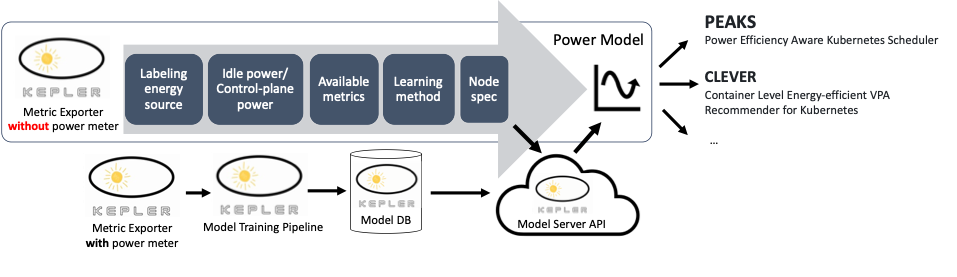 KEPLER
Metric Exporter
without power meter
Labeling
energy
source
Idle power/
Control-plane
power
Available
metrics
Learning
method
Node
spec
Power Model
PEAKS
Power Efficiency Aware Kubernetes Scheduler
CLEVER
Container Level Energy-efficient VPA
Recommender for Kubernetes
...
KEPLER
Metric Exporter
with power meter
KEPLER
Model Training Pipeline
KEPLER
Model DB
KEPLER
Model Server API